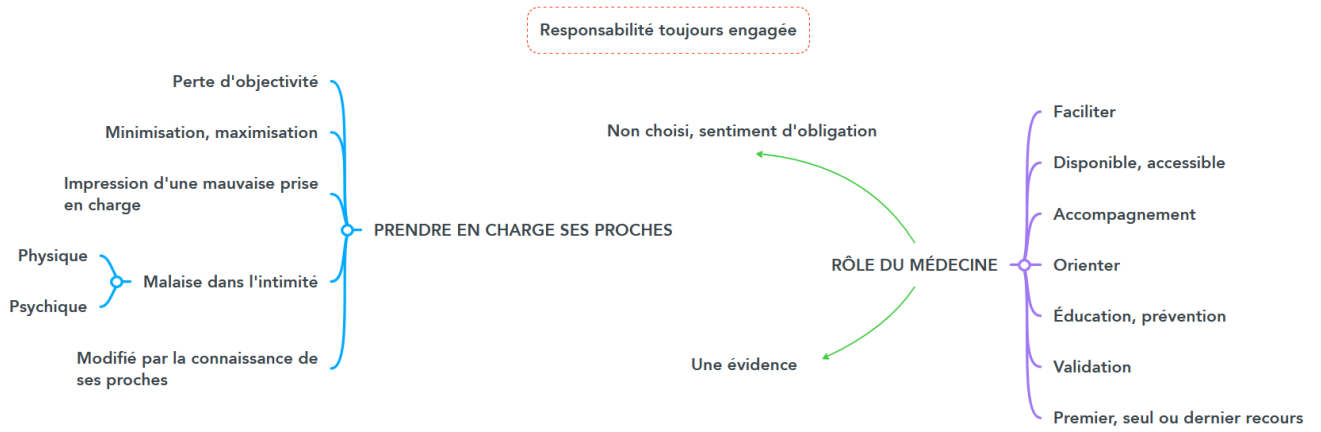 Responsabilité toujours engagée
Perte d'objectivité
Minimisation, maximisation
Impression d'une mauvaise prise
en charge
PRENDRE EN CHARGE SES PROCHES
Physique
Malaise dans l'intimité
Psychique
Modifié par la connaissance de
ses proches
Non choisi, sentiment d'obligation
RÔLE DU MÉDECINE
Une évidence
Faciliter
Disponible, accessible
Accompagnement
Orienter
Éducation, prévention
Validation
Premier, seul ou dernier recours